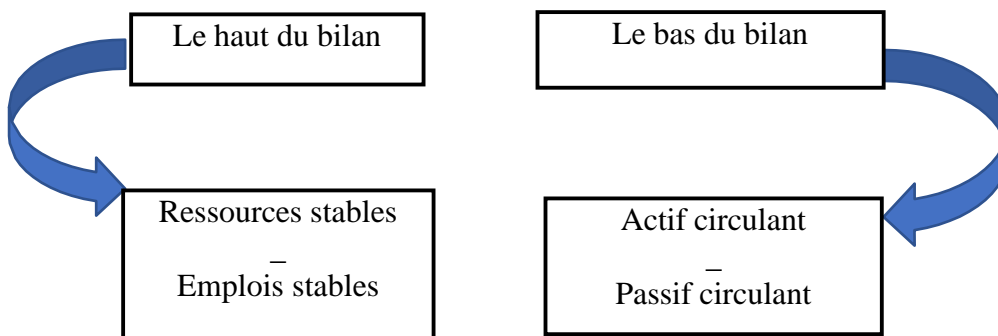 Le haut du bilan
Le bas du bilan
Ressources stables
–
Emplois stables
Actif circulant
–
Passif circulant